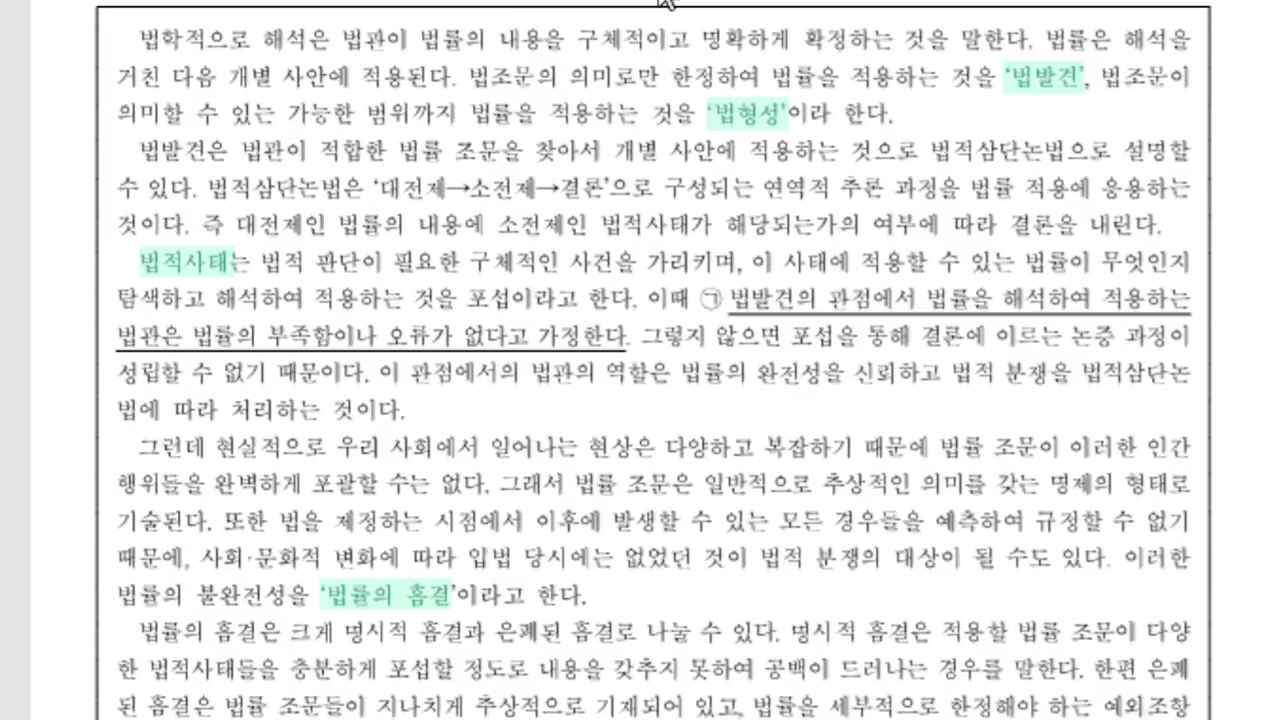 법학적으로 해석은 법관이 법률의 내용을 구체적이고 명확하게 확정하는 것을 말한다. 법률은 해석을
거친 다음 개별 사안에 적용된다. 법조문의 의미로만 한정하여 법률을 적용하는 것을 ‘법발견’, 법조문이
의미할 수 있는 가능한 범위까지 법률을 적용하는 것을 ‘법형성’이라 한다.
법발견은 법관이 적합한 법률 조문을 찾아서 개별 사안에 적용하는 것으로 법적삼단논법으로 설명할
수 있다. 법적삼단논법은 ‘대전제→소전제→결론’으로 구성되는 연역적 추론 과정을 법률 적용에 응용하는
것이다. 즉 대전제인 법률의 내용에 소전제인 법적사태가 해당되는가의 여부에 따라 결론을 내린다.
법적사태는 법적 판단이 필요한 구체적인 사건을 가리키며, 이 사태에 적용할 수 있는 법률이 무엇인지
탐색하고 해석하여 적용하는 것을 포섭이라고 한다. 이때 ㉠ 법발견의 관점에서 법률을 해석하여 적용하는
법관은 법률의 부족함이나 오류가 없다고 가정한다. 그렇지 않으면 포섭을 통해 결론에 이르는 논증 과정이
성립할 수 없기 때문이다. 이 관점에서의 법관의 역할은 법률의 완전성을 신뢰하고 법적 분쟁을 법적삼단논
법에 따라 처리하는 것이다.
그런데 현실적으로 우리 사회에서 일어나는 현상은 다양하고 복잡하기 때문에 법률 조문이 이러한 인간
행위들을 완벽하게 포괄할 수는 없다. 그래서 법률 조문은 일반적으로 추상적인 의미를 갖는 명제의 형태로
기술된다. 또한 법을 제정하는 시점에서 이후에 발생할 수 있는 모든 경우들을 예측하여 규정할 수 없기
때문에, 사회·문화적 변화에 따라 입법 당시에는 없었던 것이 법적 분쟁의 대상이 될 수도 있다. 이러한
법률의 불완전성을 ‘법률의 흠결’이라고 한다.
법률의 흠결은 크게 명시적 흠결과 은폐된 흠결로 나눌 수 있다. 명시적 흠결은 적용할 법률 조문이 다양
한 법적사태들을 충분하게 포섭할 정도로 내용을 갖추지 못하여 공백이 드러나는 경우를 말한다. 한편 은폐
된 흠결은 법률 조문들이 지나치게 추상적으로 기재되어 있고, 법률을 세부적으로 한정해야 하는 예외조항